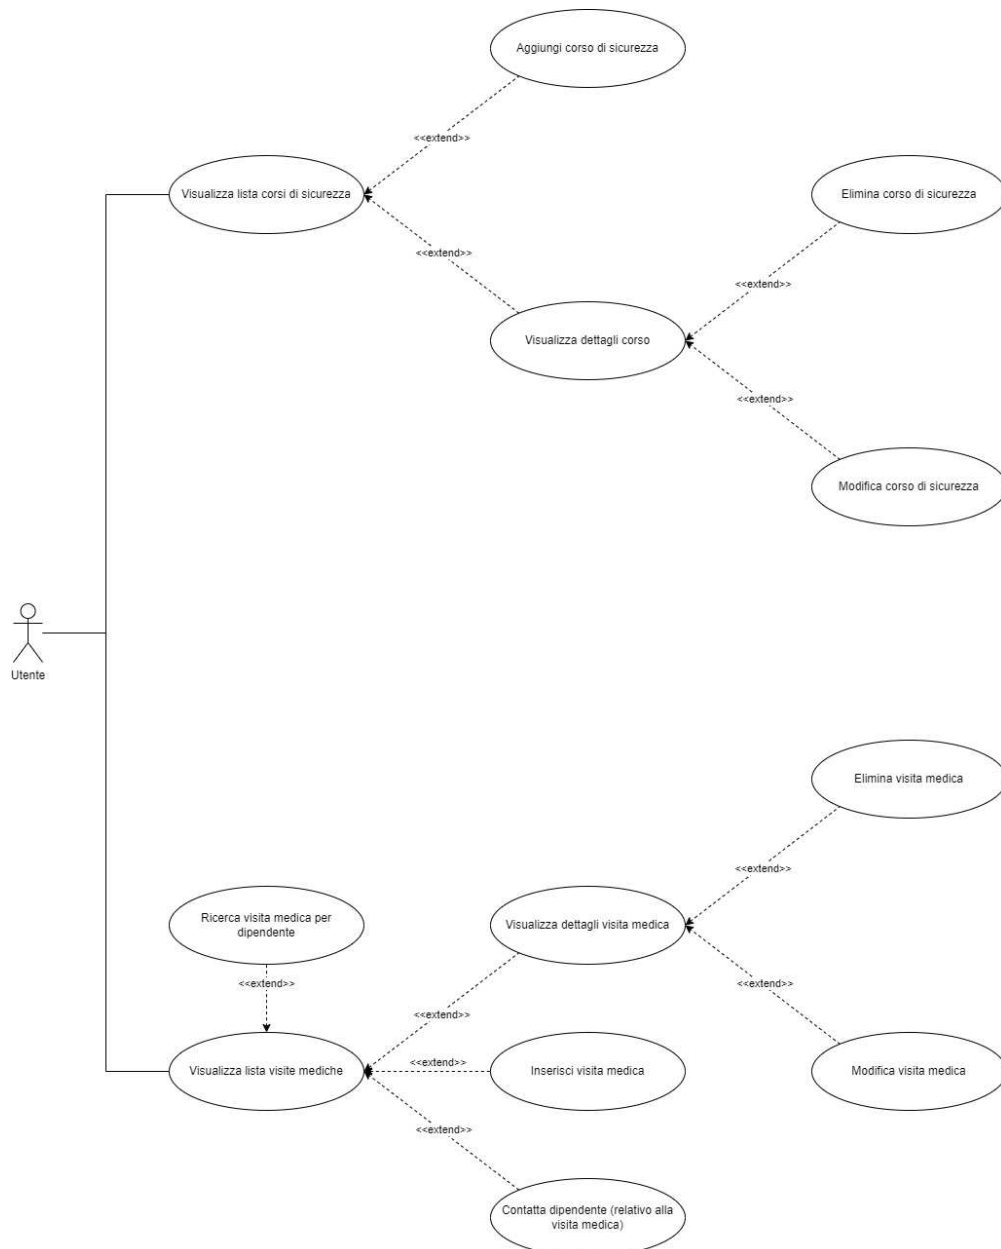 Aggiungi corso di sicurezza
<<extend>>
Visualizza lista corsi di sicurezza
Elimina corso di sicurezza
<<extend>>
<<extend>>
Visualizza dettagli corso
<<extend>>
Modifica corso di sicurezza
Utente
Elimina visita medica
<<extend>>
Ricerca visita medica per
dipendente
Visualizza dettagli visita medica
<<extend>>
<<extend>>
<<extend>>
<<extend>>
Visualizza lista visite mediche
Inserisci visita medica
Modifica visita medica
<<extend>>
Contatta dipendente (relativo alla
visita medica)